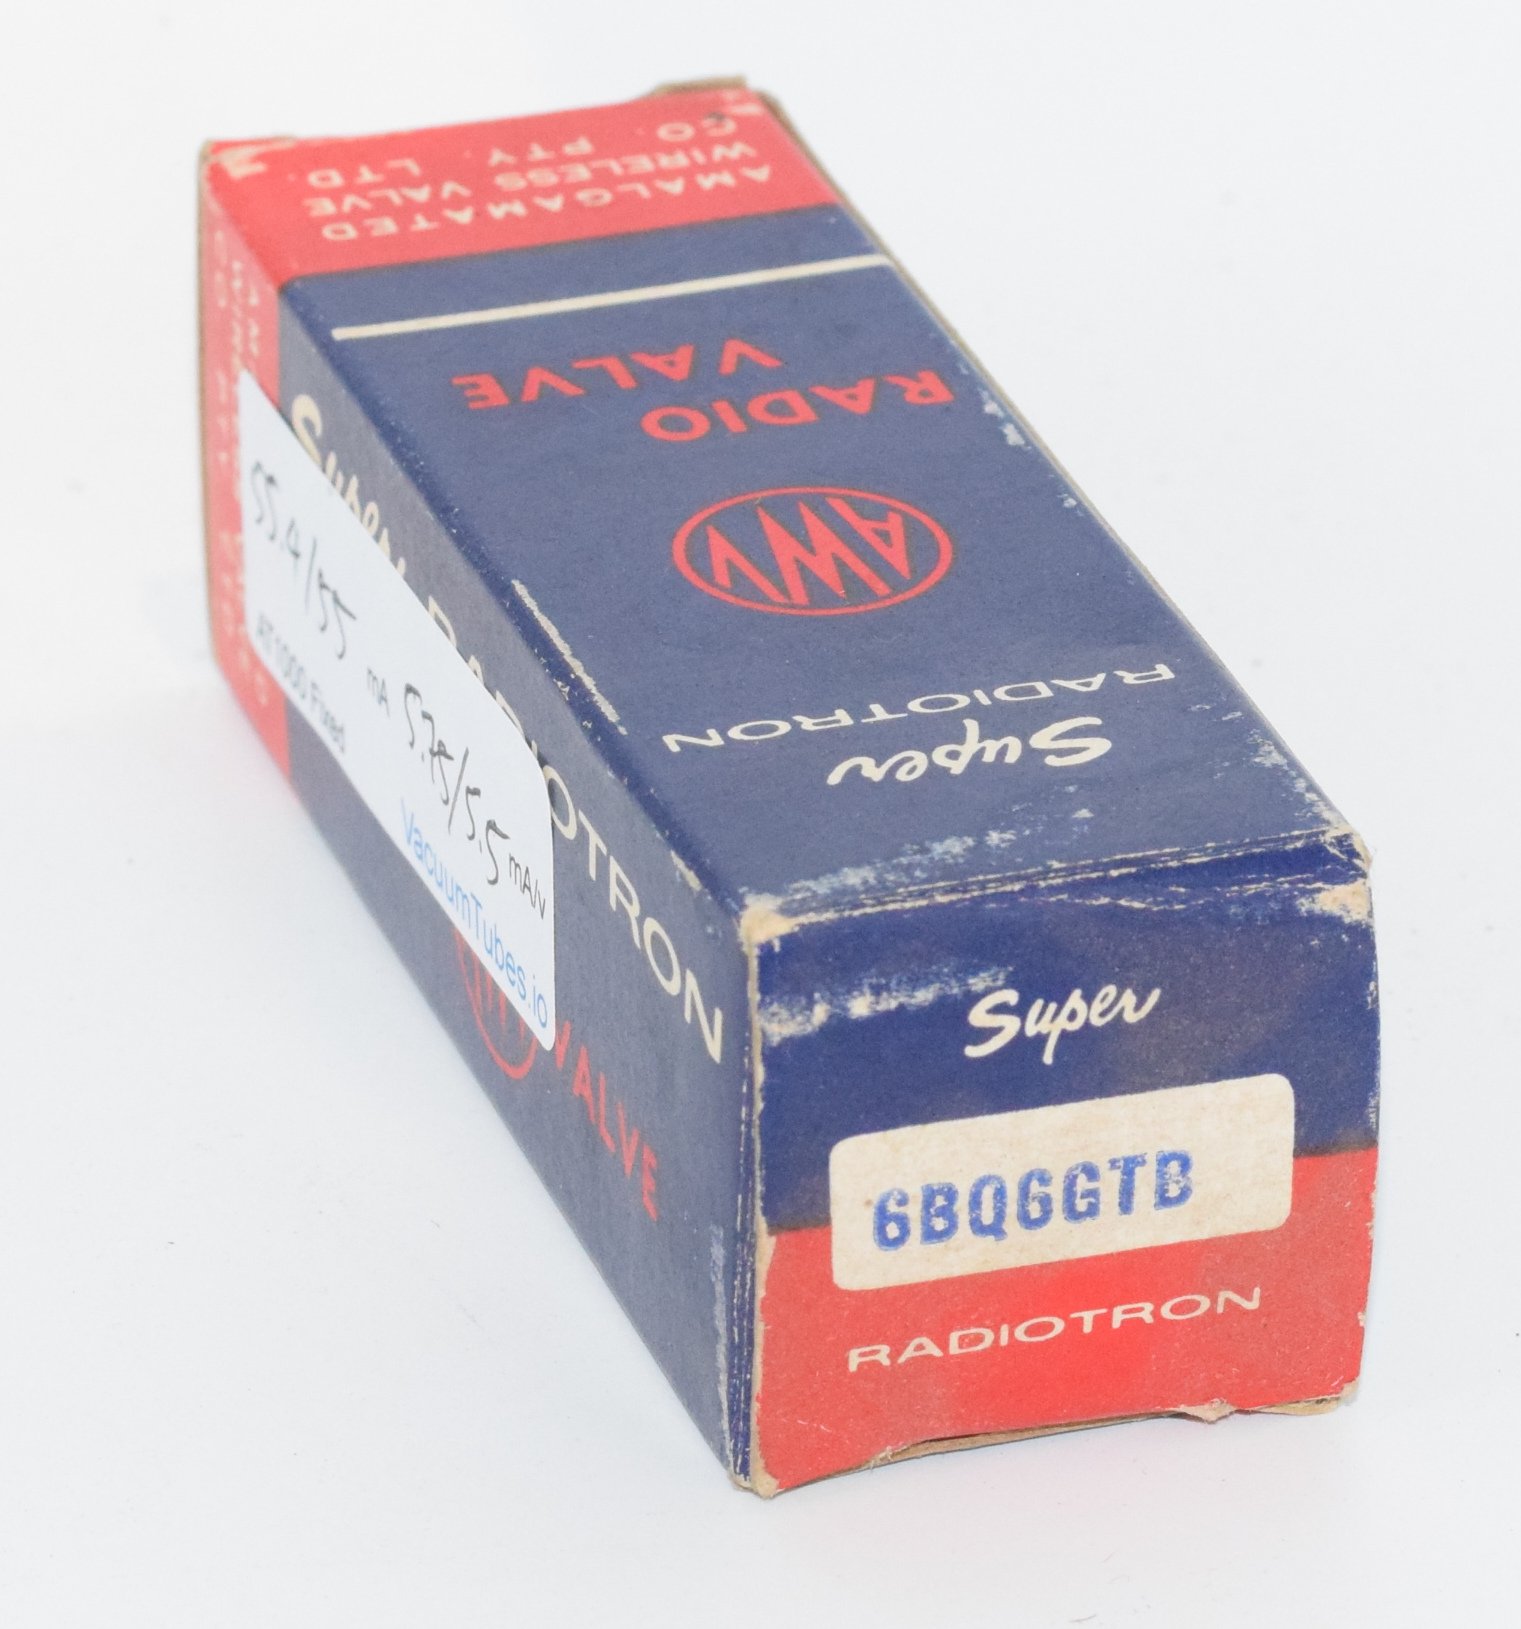 AMALGAMATED
WIRELESS VALVE
CO. PTY. LTD.
RADIO
VALVE
AWV
Super
RADIOTRON
Super
6BQ6GTB
RADIOTRON
Super
VALVE
55.4/55 mA 5.75/5.5 mA/V
AT1000 Fixed
VacuumTubes.io